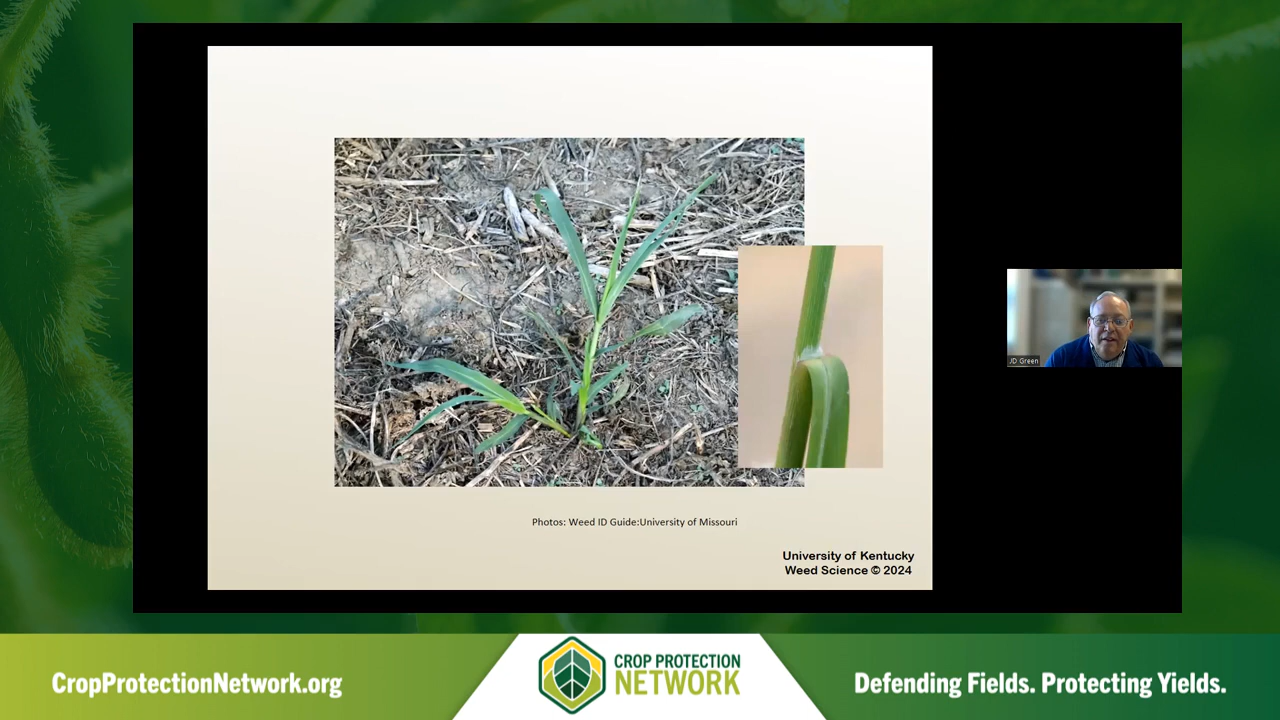 Photos: Weed ID Guide:University of Missouri
University of Kentucky
Weed Science © 2024
JD Green
CropProtectionNetwork.org
CROP PROTECTION
NETWORK
Defending Fields. Protecting Yields.